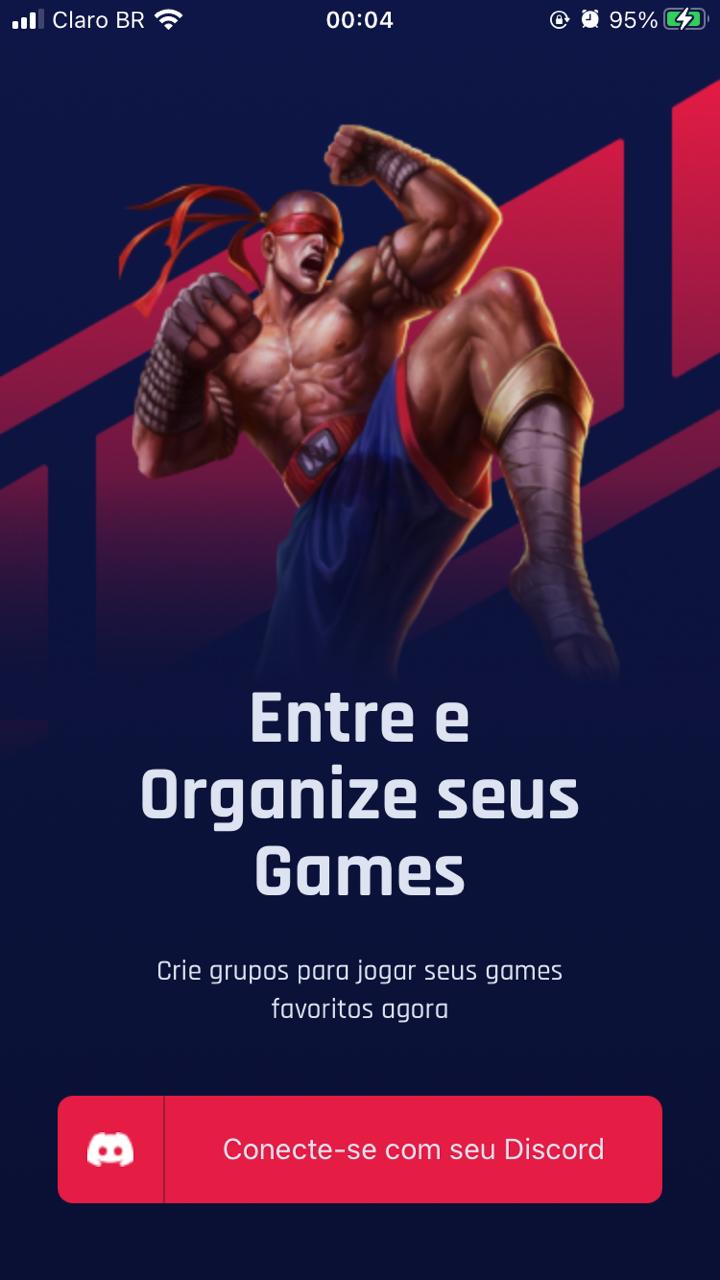 Claro BR 00:04 95%
Entre e
Organize seus
Games
Crie grupos para jogar seus games
favoritos agora
Conecte-se com seu Discord